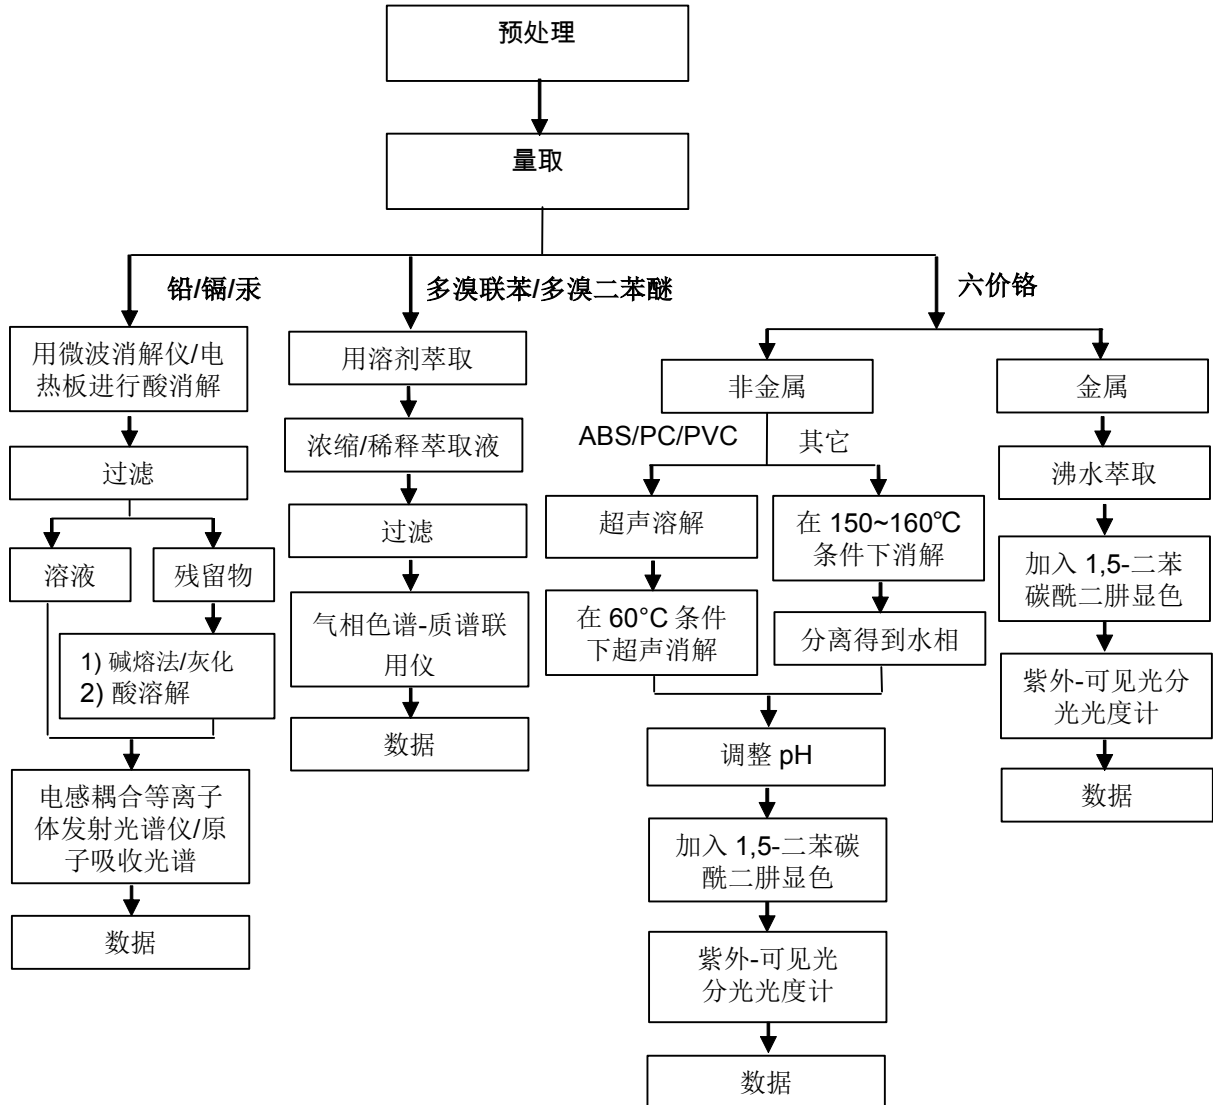 预处理
量取
铅/镉/汞
多溴联苯/多溴二苯醚
六价铬
用微波消解仪/电
热板进行酸消解
过滤
溶液
残留物
1) 碱熔法/灰化
2) 酸溶解
电感耦合等离子
体发射光谱仪/原
子吸收光谱
数据
用溶剂萃取
浓缩/稀释萃取液
过滤
气相色谱-质谱联
用仪
数据
非金属
ABS/PC/PVC
其它
超声溶解
在 60°C 条件
下超声消解
在 150~160℃
条件下消解
分离得到水相
调整 pH
加入 1,5-二苯碳
酰二肼显色
紫外-可见光
分光光度计
数据
金属
沸水萃取
加入 1,5-二苯
碳酰二肼显色
紫外-可见光分
光光度计
数据